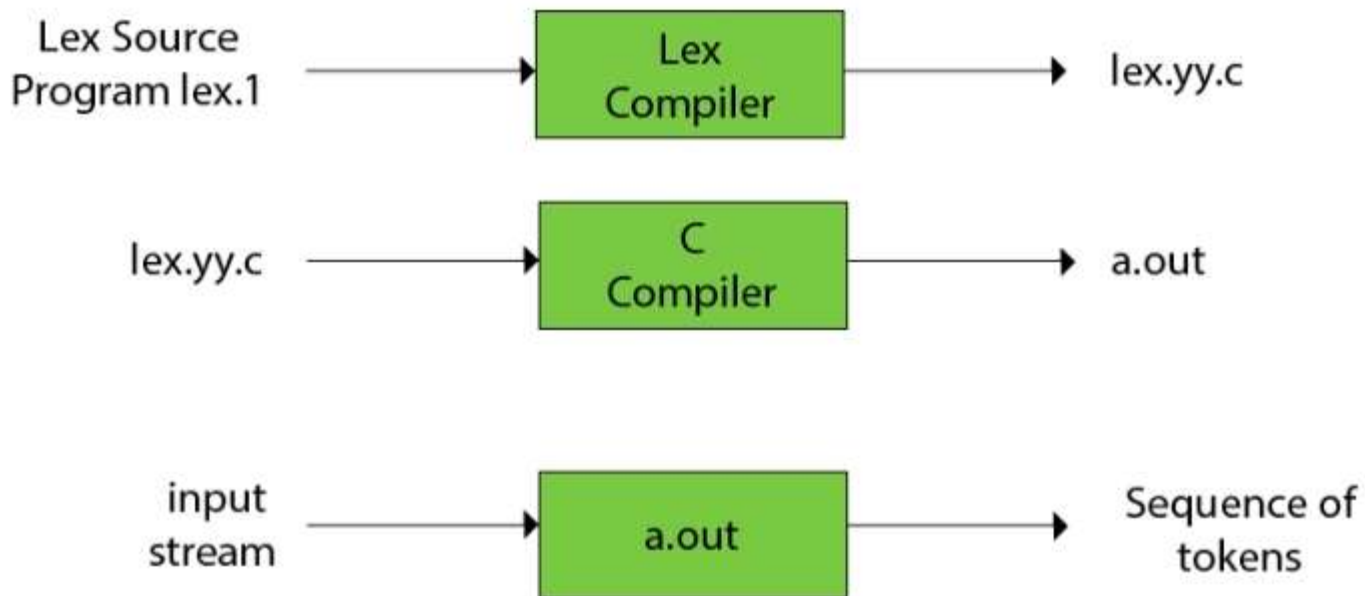 Lex Source
Program lex.1
Lex
Compiler
lex.yy.c
lex.yy.c
C
Compiler
a.out
input
stream
a.out
Sequence of
tokens